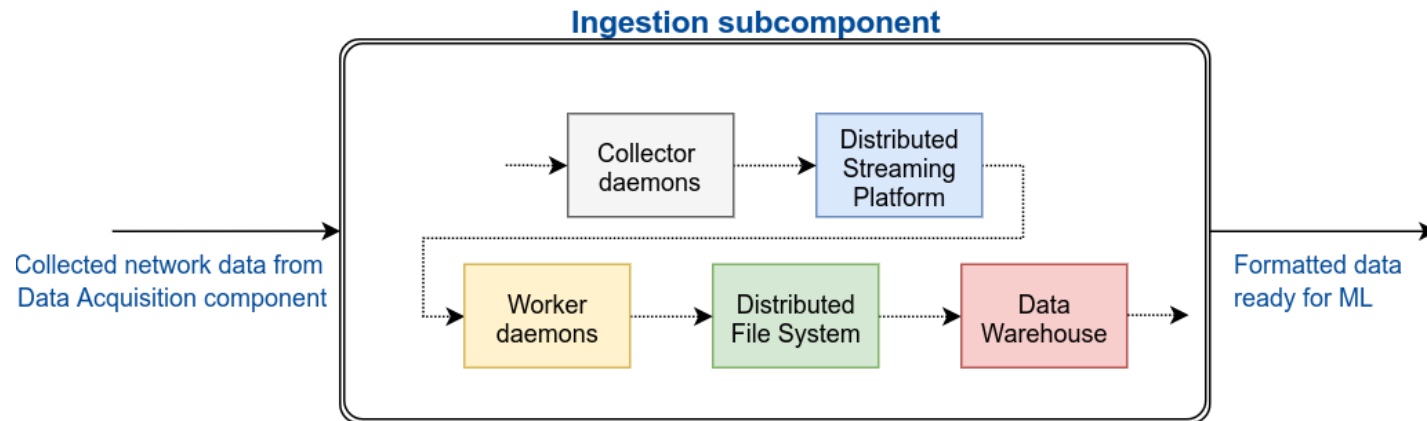 Ingestion subcomponent
Collector
daemons
Distributed
Streaming
Platform
Collected network data from
Data Acquisition component
Worker
daemons
Distributed
File System
Data
Warehouse
Formatted data
ready for ML